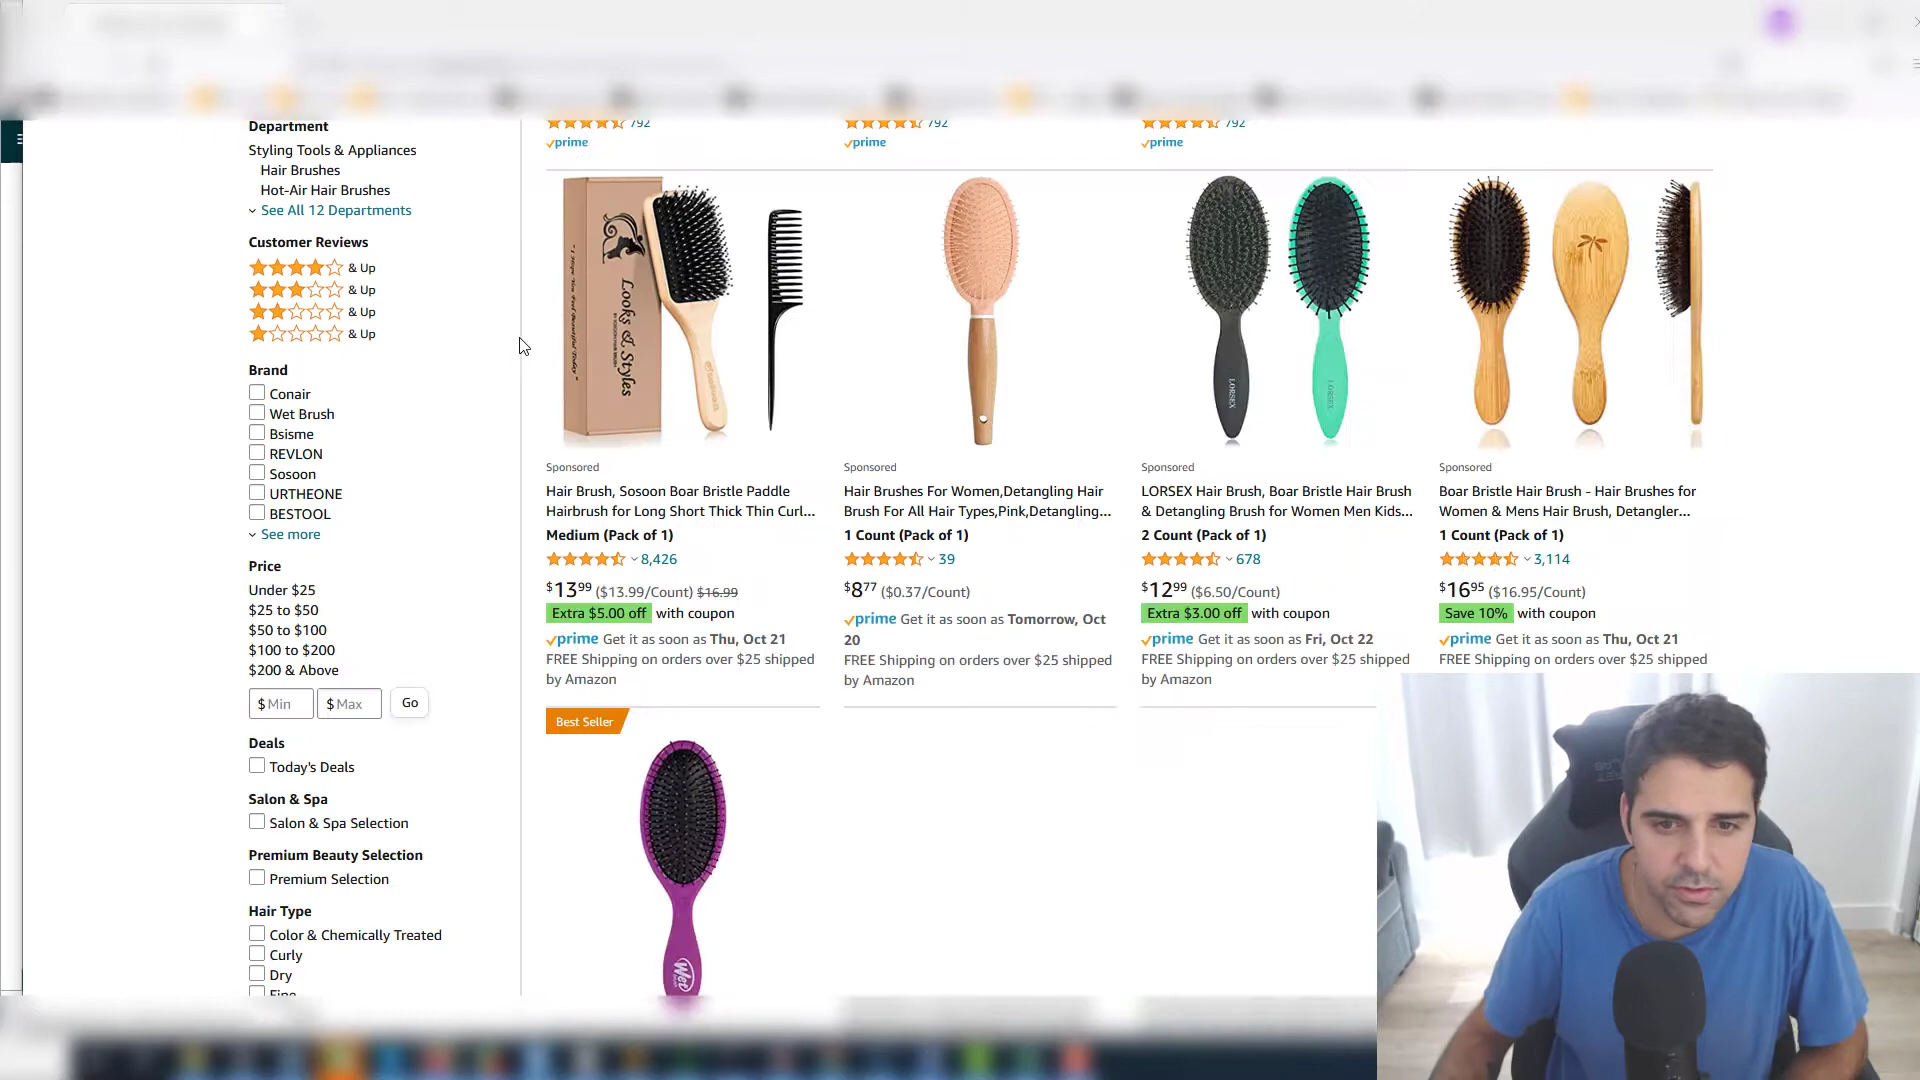 Department
Styling Tools & Appliances
Hair Brushes
Hot-Air Hair Brushes
See All 12 Departments
Customer Reviews
& Up
& Up
& Up
& Up
Brand
Conair
Wet Brush
Bsisme
REVLON
Sosoon
URTHEONE
BESTOOL
See more
Price
Under $25
$25 to $50
$50 to $100
$100 to $200
$200 & Above
$ Min $ Max Go
Deals
Today's Deals
Salon & Spa
Salon & Spa Selection
Premium Beauty Selection
Premium Selection
Hair Type
Color & Chemically Treated
Curly
Dry
Fine
792 792 792
prime prime prime
Looks & Styles
LORSEX
LORSEX
Sponsored
Hair Brush, Sosoon Boar Bristle Paddle
Hairbrush for Long Short Thick Thin Curl...
Medium (Pack of 1)
8,426
$13.99 ($13.99/Count) $16.99
Extra $5.00 off with coupon
prime Get it as soon as Thu, Oct 21
FREE Shipping on orders over $25 shipped
by Amazon
Sponsored
Hair Brushes For Women,Detangling Hair
Brush For All Hair Types,Pink,Detangling...
1 Count (Pack of 1)
39
$8.77 ($0.37/Count)
prime Get it as soon as Tomorrow, Oct
20
FREE Shipping on orders over $25 shipped
by Amazon
Sponsored
LORSEX Hair Brush, Boar Bristle Hair Brush
& Detangling Brush for Women Men Kids...
2 Count (Pack of 1)
678
$12.99 ($6.50/Count)
Extra $3.00 off with coupon
prime Get it as soon as Fri, Oct 22
FREE Shipping on orders over $25 shipped
by Amazon
Sponsored
Boar Bristle Hair Brush - Hair Brushes for
Women & Mens Hair Brush, Detangler...
1 Count (Pack of 1)
3,114
$16.95 ($16.95/Count)
Save 10% with coupon
prime Get it as soon as Thu, Oct 21
FREE Shipping on orders over $25 shipped
Best Seller
Wet